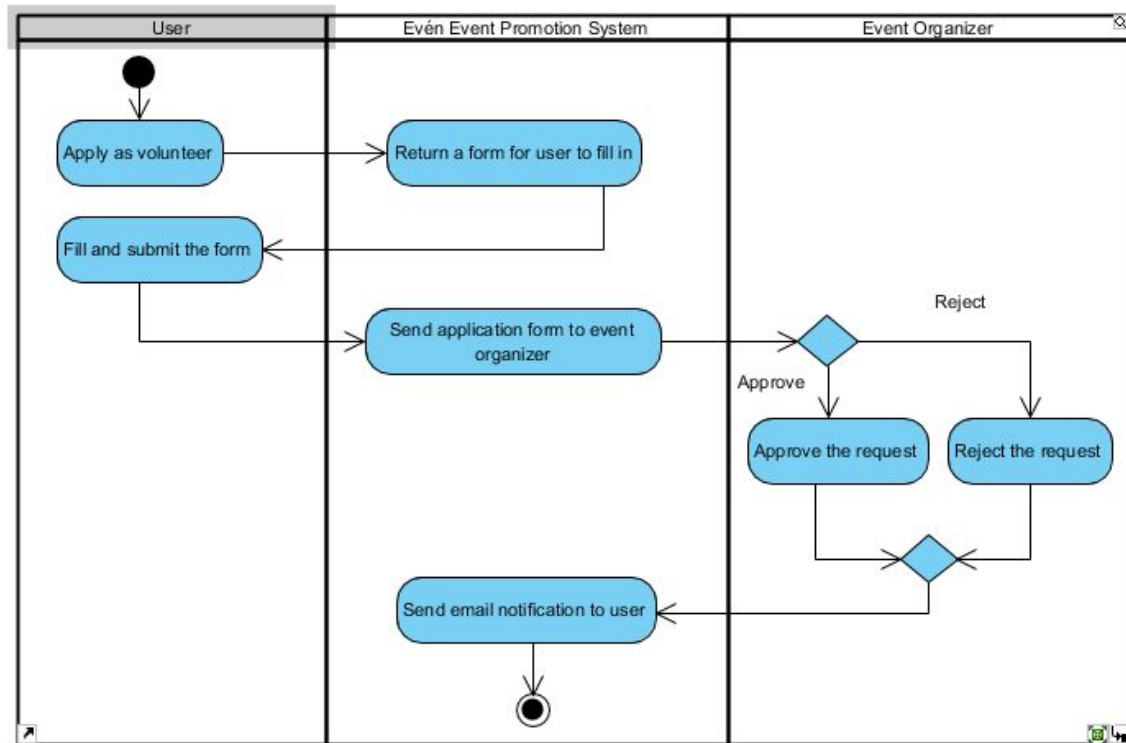 User
Evén Event Promotion System
Event Organizer
Apply as volunteer
Return a form for user to fill in
Fill and submit the form
Send application form to event
organizer
Reject
Approve
Approve the request
Reject the request
Send email notification to user